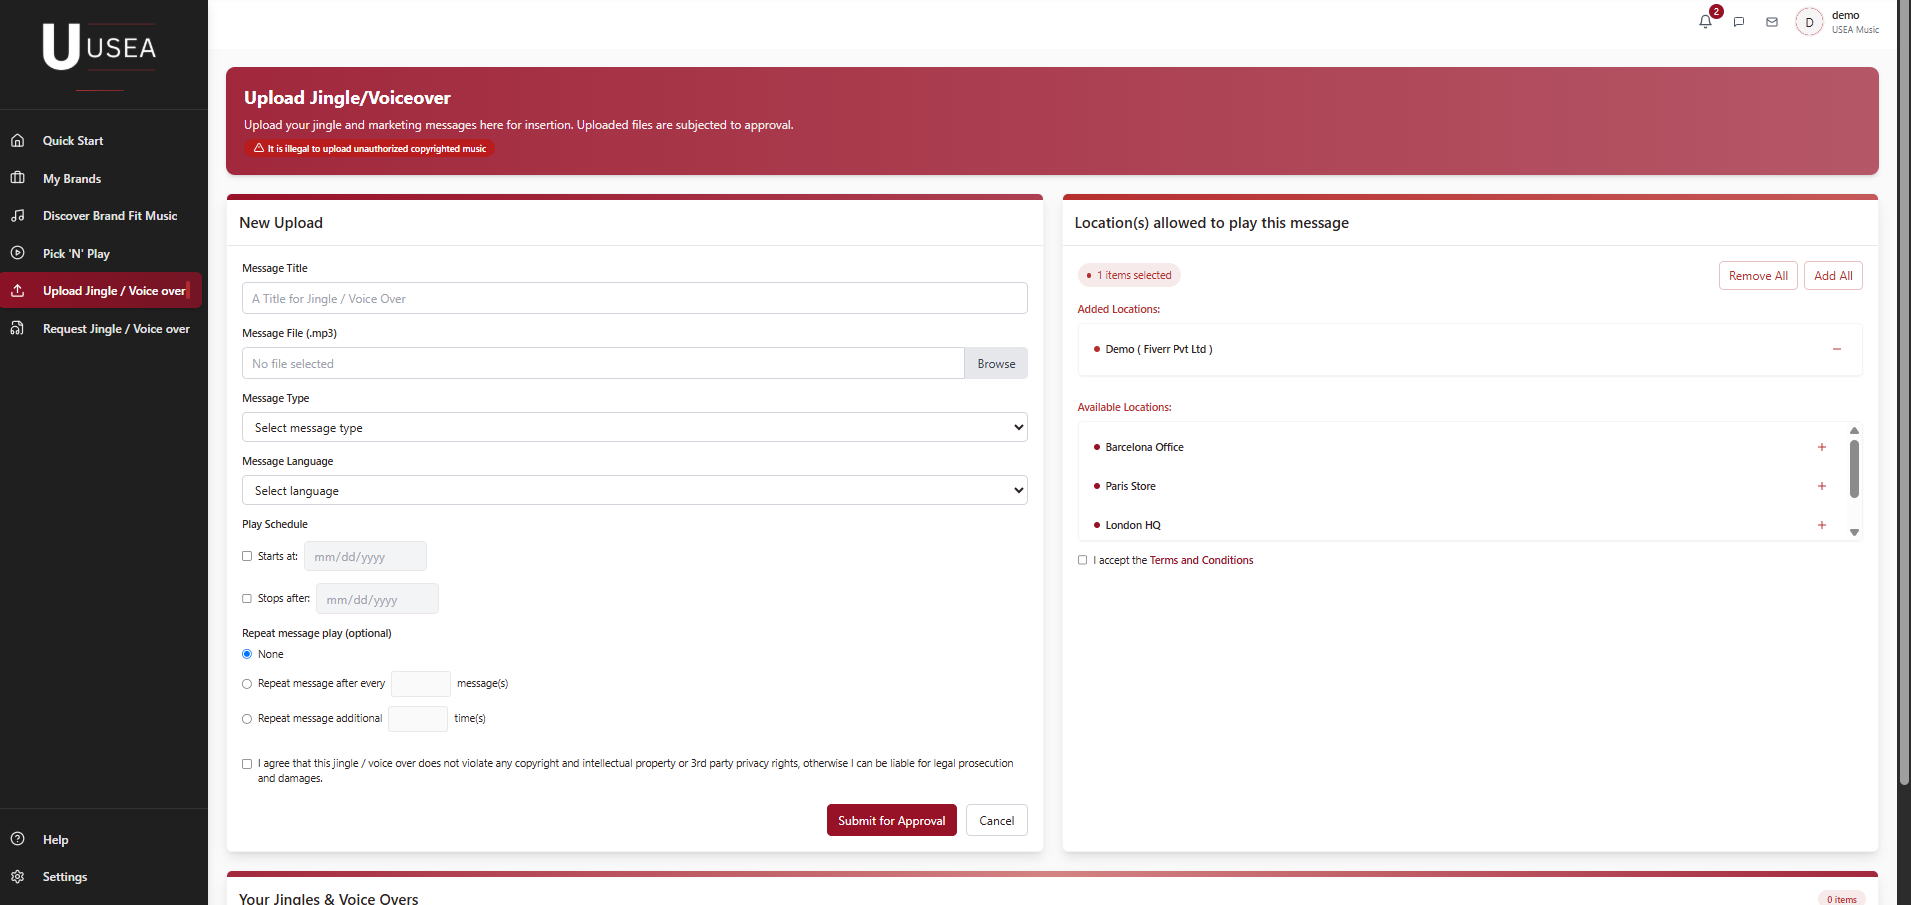 U USEA
2
D
demo
USEA Music
Quick Start
My Brands
Discover Brand Fit Music
Pick 'N' Play
Upload Jingle / Voice over
Request Jingle / Voice over
Help
Settings
Upload Jingle/Voiceover
Upload your jingle and marketing messages here for insertion. Uploaded files are subjected to approval.
It is illegal to upload unauthorized copyrighted music
New Upload
Message Title
A Title for Jingle / Voice Over
Message File (.mp3)
No file selected
Browse
Message Type
Select message type
Message Language
Select language
Play Schedule
Starts at: mm/dd/yyyy
Stops after: mm/dd/yyyy
Repeat message play (optional)
None
Repeat message after every message(s)
Repeat message additional time(s)
I agree that this jingle / voice over does not violate any copyright and intellectual property or 3rd party privacy rights, otherwise I can be liable for legal prosecution
and damages.
Submit for Approval
Cancel
Location(s) allowed to play this message
1 items selected
Remove All
Add All
Added Locations:
Demo ( Fiverr Pvt Ltd )
Available Locations:
Barcelona Office
Paris Store
London HQ
I accept the Terms and Conditions
Your Jingles & Voice Overs
0 items